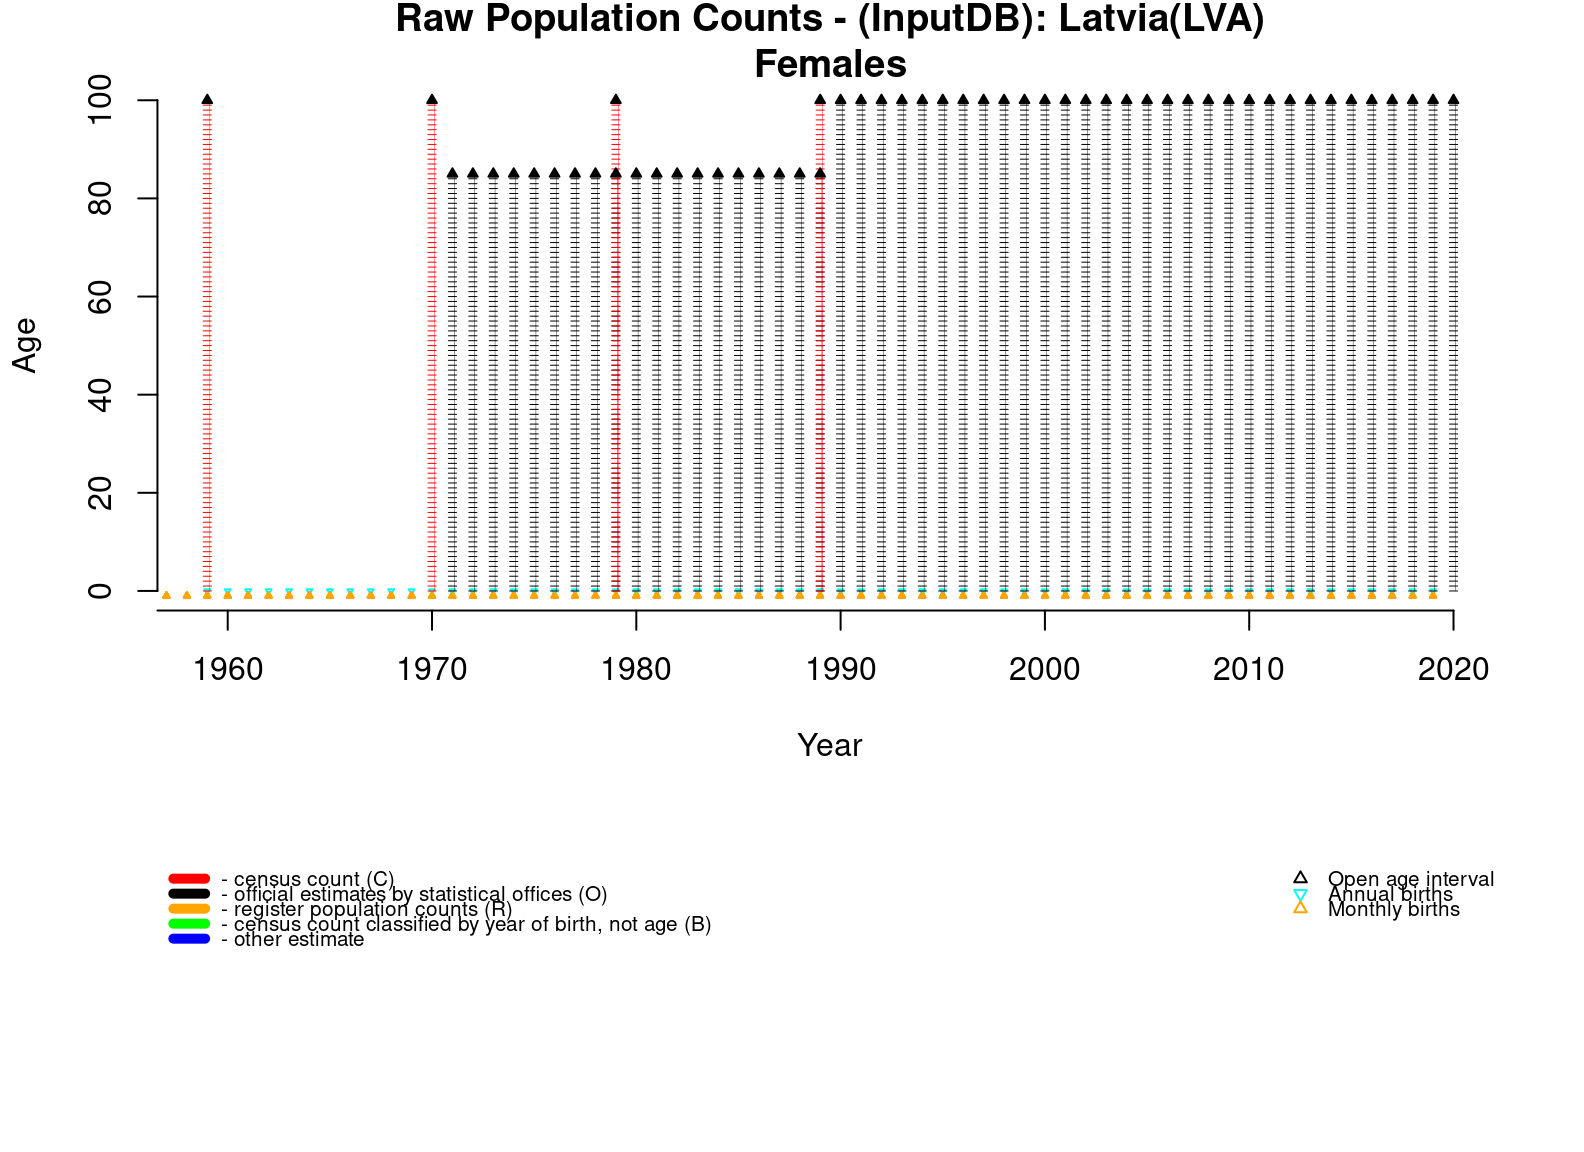 Raw Population Counts - (InputDB): Latvia(LVA)
Females
100
80
60
40
20
0
Age
1960 1970 1980 1990 2000 2010 2020
Year
- census count (C)
- official estimates by statistical offices (O)
- register population counts (R)
- census count classified by year of birth, not age (B)
- other estimate
Open age interval
Annual births
Monthly births